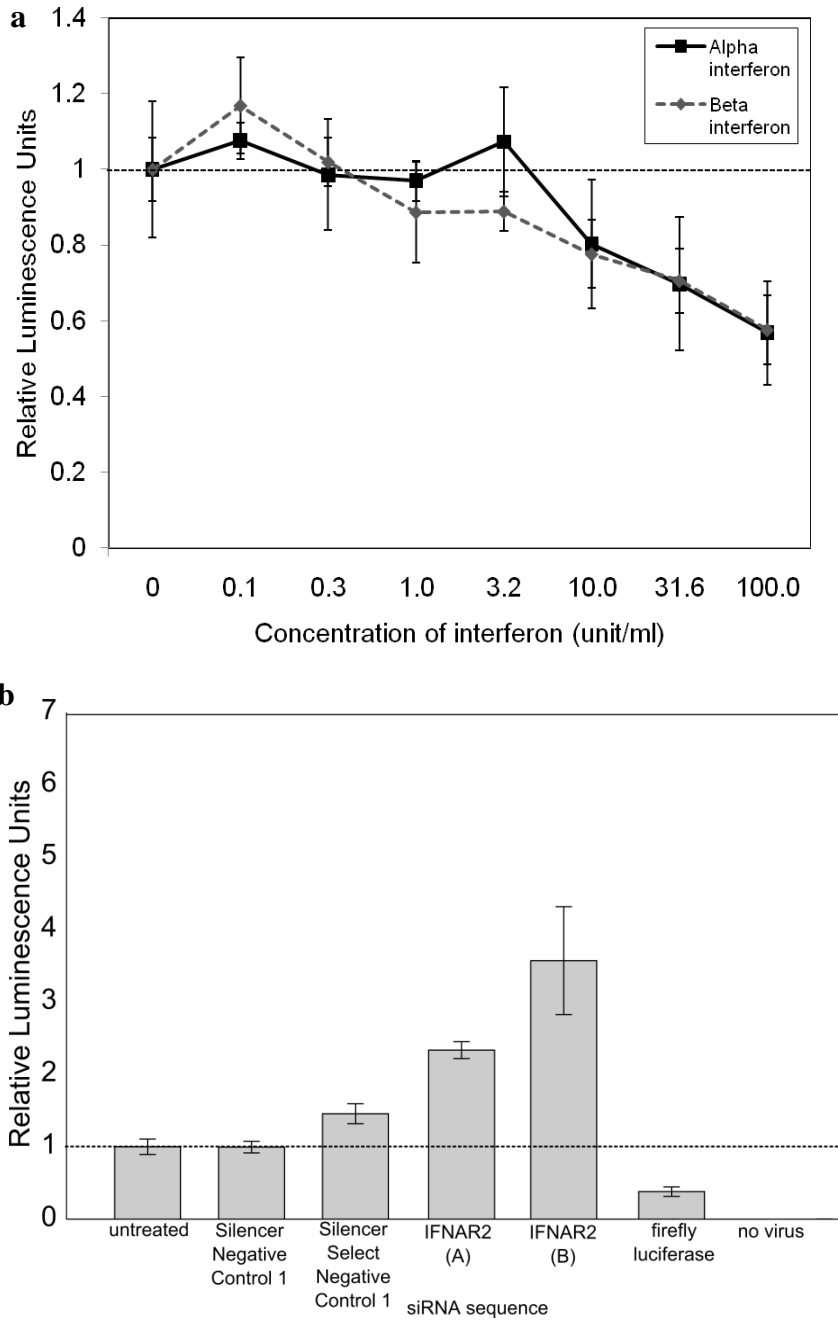 a
1.4
1.2
1
0.8
0.6
0.4
0.2
0
Relative Luminescence Units
Alpha
interferon
Beta
interferon
0 0.1 0.3 1.0 3.2 10.0 31.6 100.0
Concentration of interferon (unit/ml)
b
7
6
5
4
3
2
1
0
Relative Luminescence Units
untreated
Silencer
Negative
Control 1
Silencer
Select
Negative
Control 1
IFNAR2
(A)
IFNAR2
(B)
firefly
luciferase
no virus
siRNA sequence